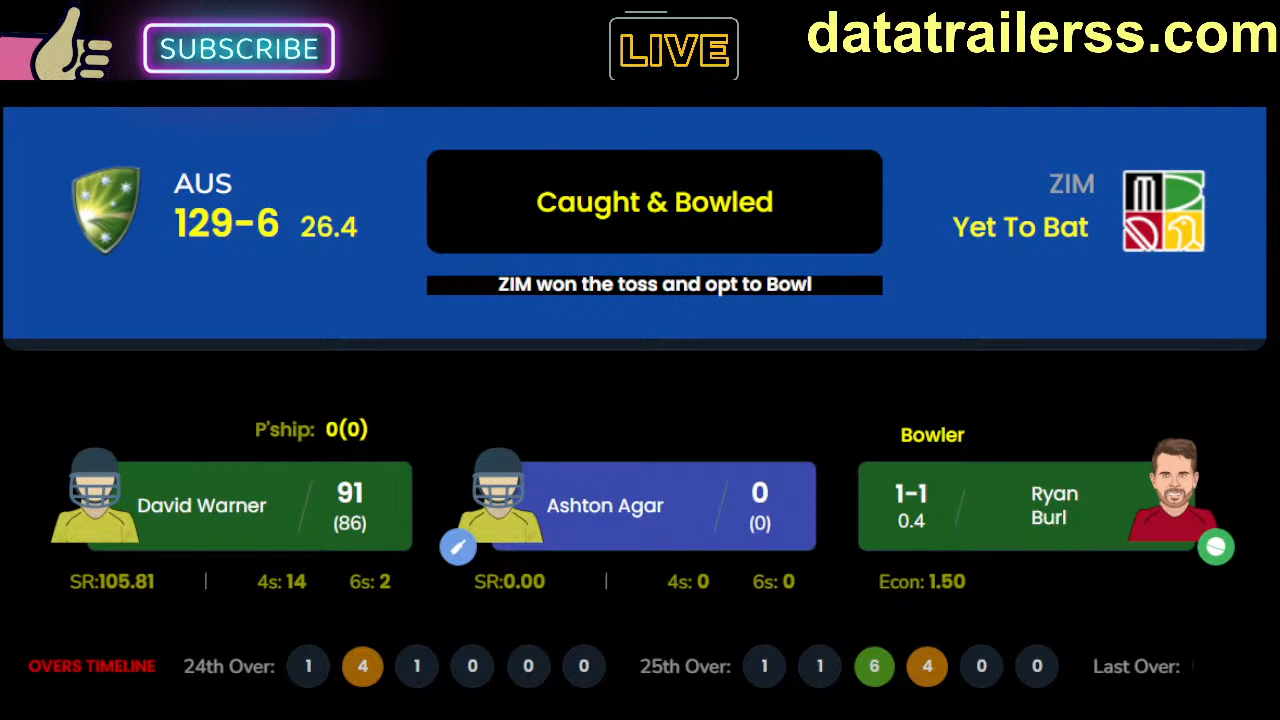 SUBSCRIBE
LIVE
datatrailerss.com
AUS
129-6 26.4
Caught & Bowled
ZIM
Yet To Bat
ZIM won the toss and opt to Bowl
P'ship: 0(0)
Bowler
David Warner
91
(86)
Ashton Agar
0
(0)
1-1
0.4
Ryan
Burl
SR:105.81 | 4s: 14 6s: 2
SR:0.00 | 4s: 0 6s: 0
Econ: 1.50
OVERS TIMELINE 24th Over: 1 4 1 0 0 0 25th Over: 1 1 6 4 0 0 Last Over: